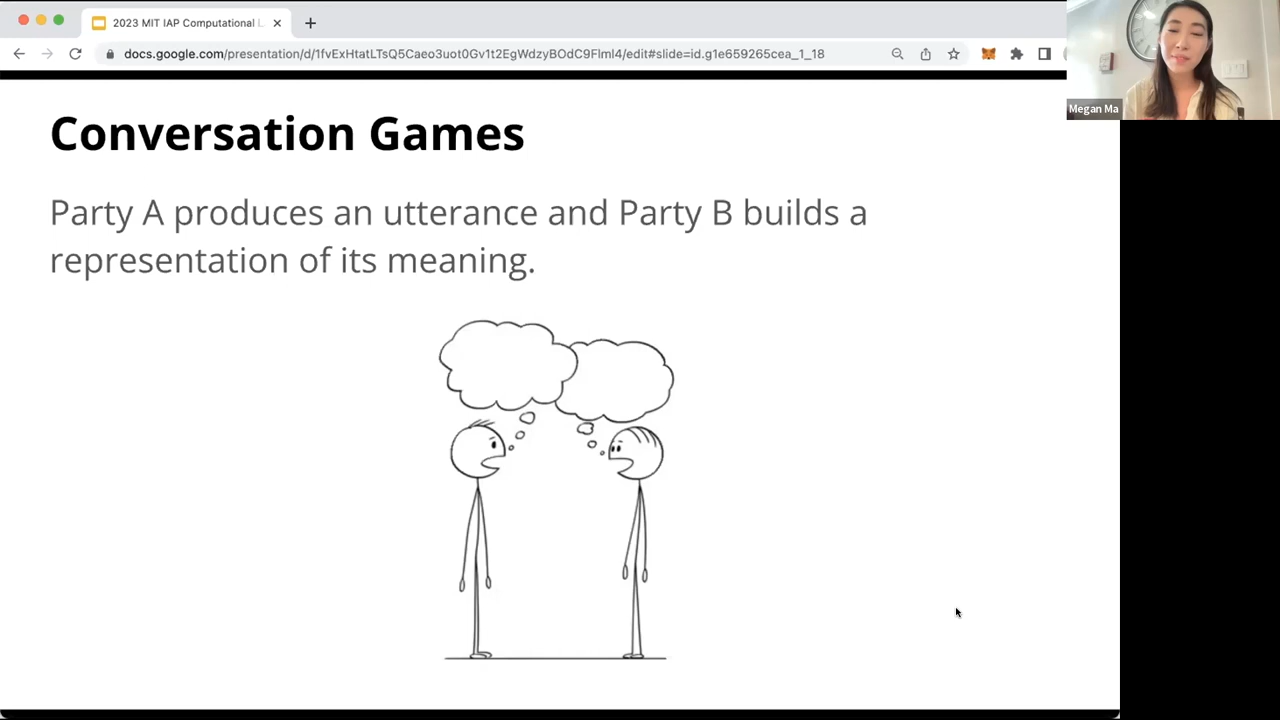 2023 MIT IAP Computational L
docs.google.com/presentation/d/1fvExHtatLTsQ5Caeo3uot0Gv1t2EgWdzyBOdC9Flml4/edit#slide=id.g1e659265cea_1_18
Megan Ma
Conversation Games
Party A produces an utterance and Party B builds a
representation of its meaning.